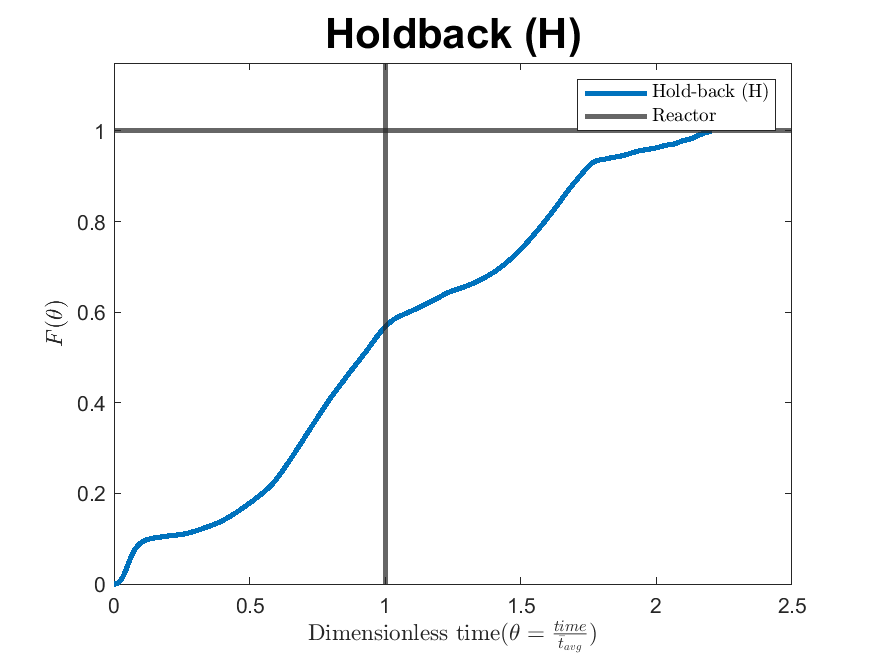 Holdback (H)
Hold-back (H)
Reactor
1
0.8
0.6
0.4
0.2
0
F(θ)
0 0.5 1 1.5 2 2.5
Dimensionless time(θ = time/t̄avg)